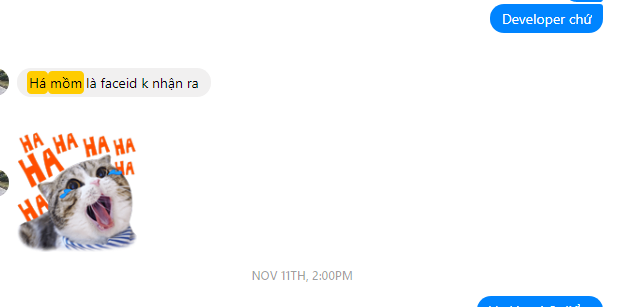 Developer chứ
Há mồm là faceid k nhận ra
HA
HA HA HA
HA
HA
HA
NOV 11TH, 2:00PM